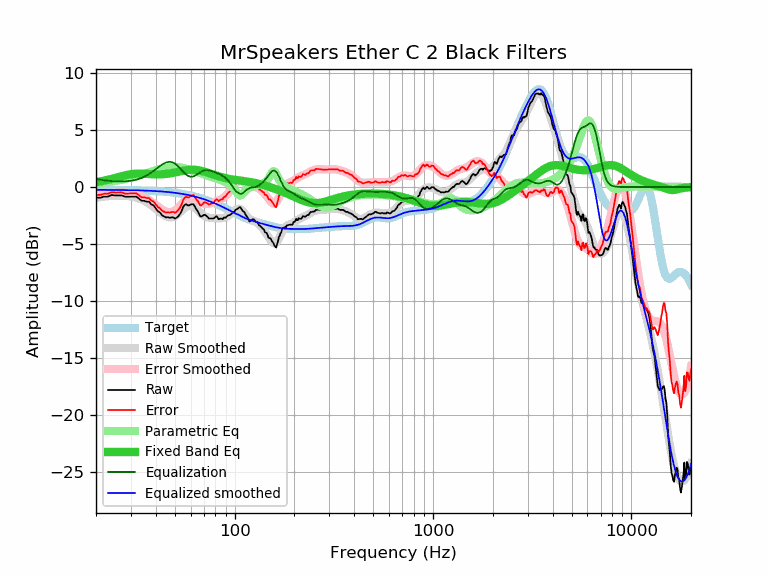 MrSpeakers Ether C 2 Black Filters
10
5
0
−5
−10
−15
−20
−25
Amplitude (dBr)
Target
Raw Smoothed
Error Smoothed
Raw
Error
Parametric Eq
Fixed Band Eq
Equalization
Equalized smoothed
100
1000
10000
Frequency (Hz)